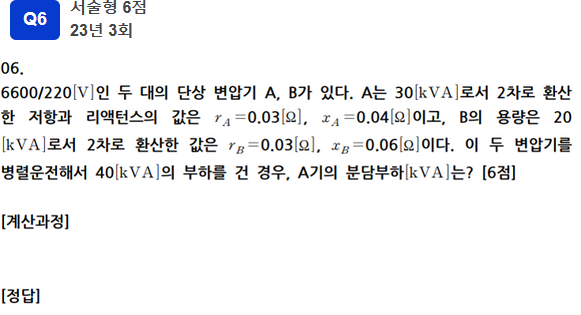 Q6
서술형 6점
23년 3회
06.
6600/220[V]인 두 대의 단상 변압기 A, B가 있다. A는 30[kVA]로서 2차로 환산
한 저항과 리액턴스의 값은 r_A=0.03[Ω], x_A=0.04[Ω]이고, B의 용량은 20
[kVA]로서 2차로 환산한 값은 r_B=0.03[Ω], x_B=0.06[Ω]이다. 이 두 변압기를
병렬운전해서 40[kVA]의 부하를 건 경우, A기의 분담부하[kVA]는? [6점]
[계산과정]
[정답]